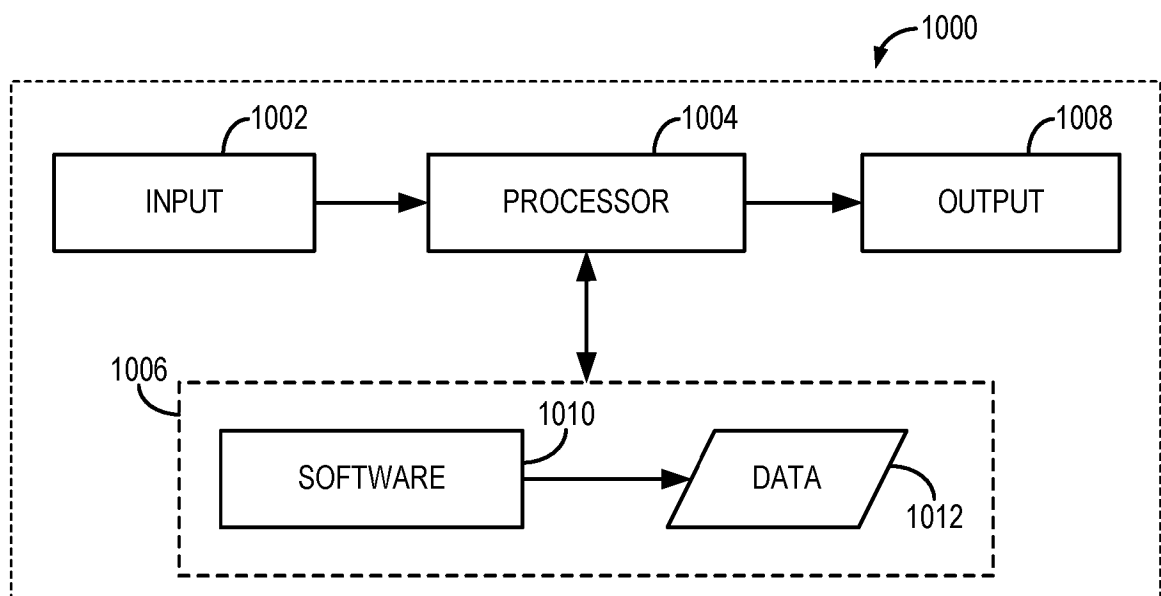 1000
1002
1004
1008
INPUT
PROCESSOR
OUTPUT
1006
1010
SOFTWARE
DATA
1012